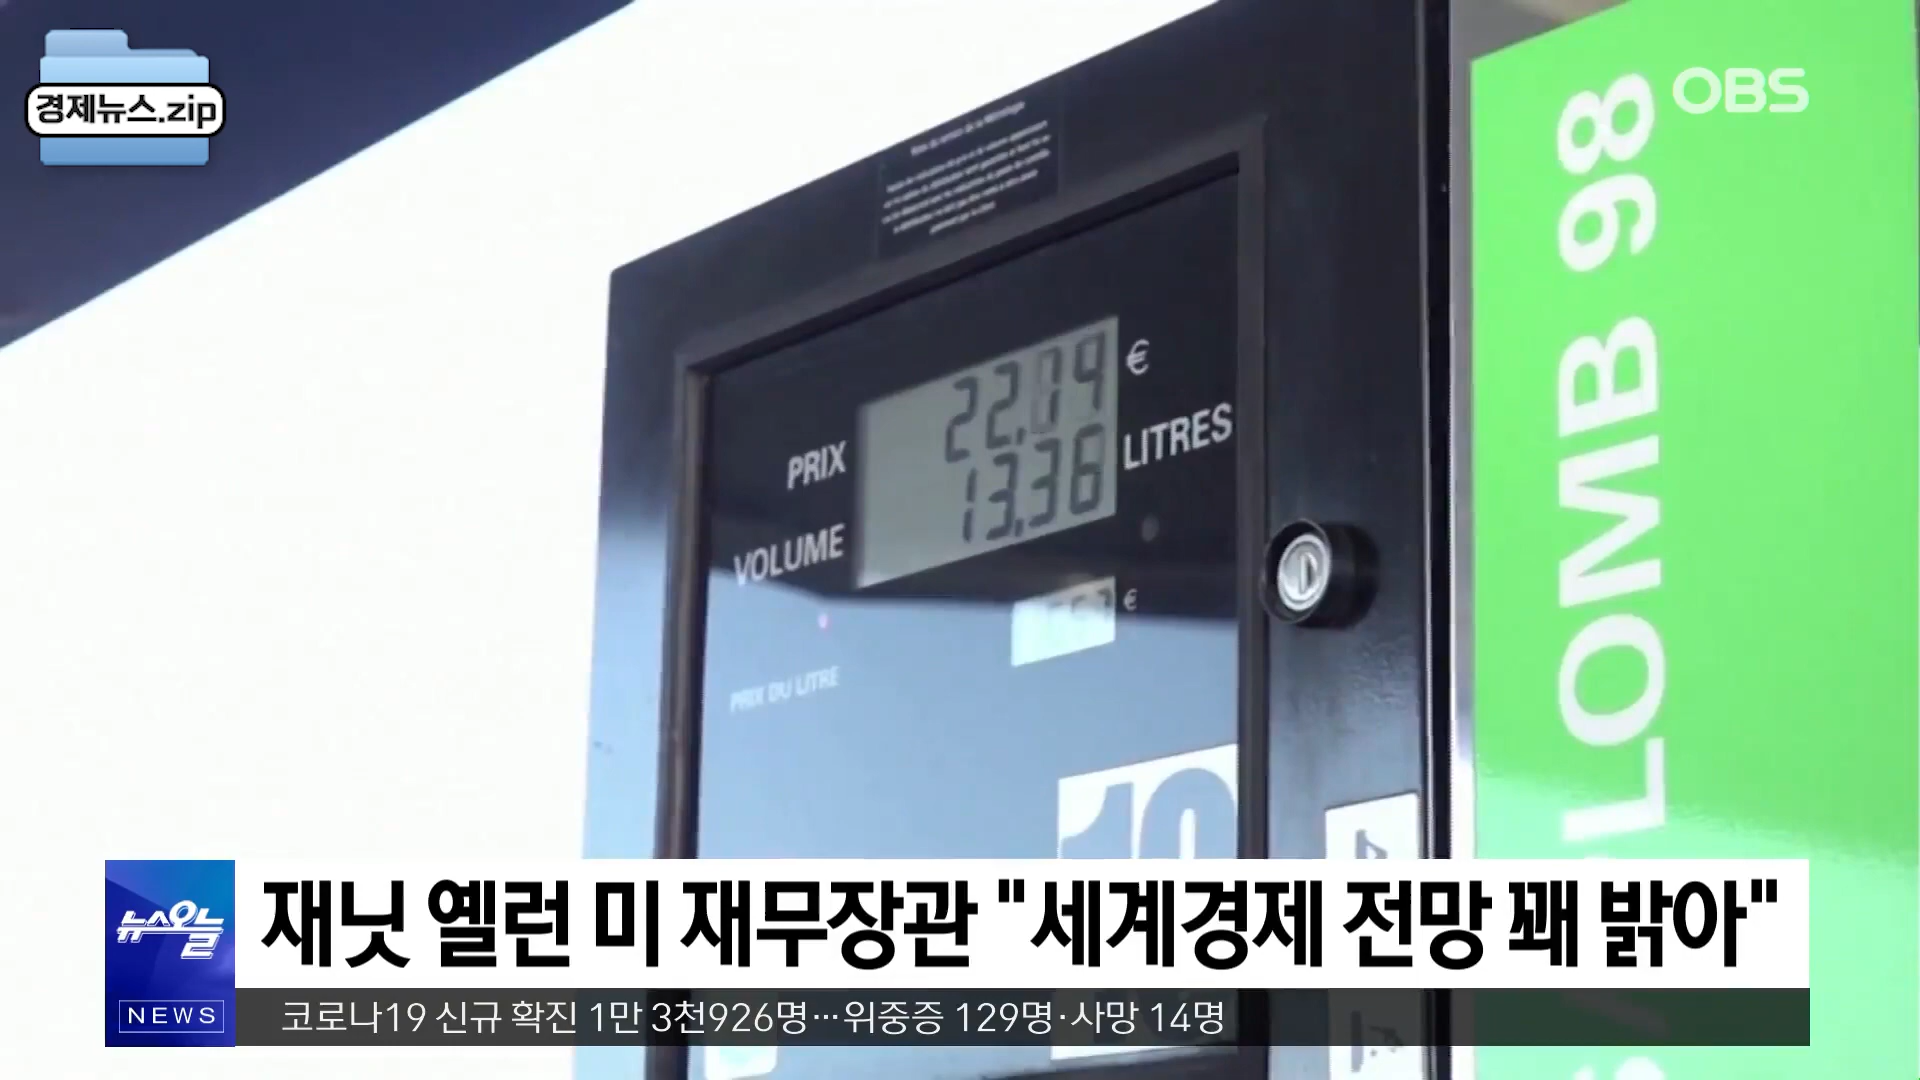 경제뉴스.zip
OBS
PRIX
22.09
€
VOLUME
13.36
LITRES
€
PRIX DU LITRE
10
LOMB 98
뉴스오늘
NEWS
재닛 옐런 미 재무장관 "세계경제 전망 꽤 밝아"
코로나19 신규 확진 1만 3천926명…위중증 129명·사망 14명